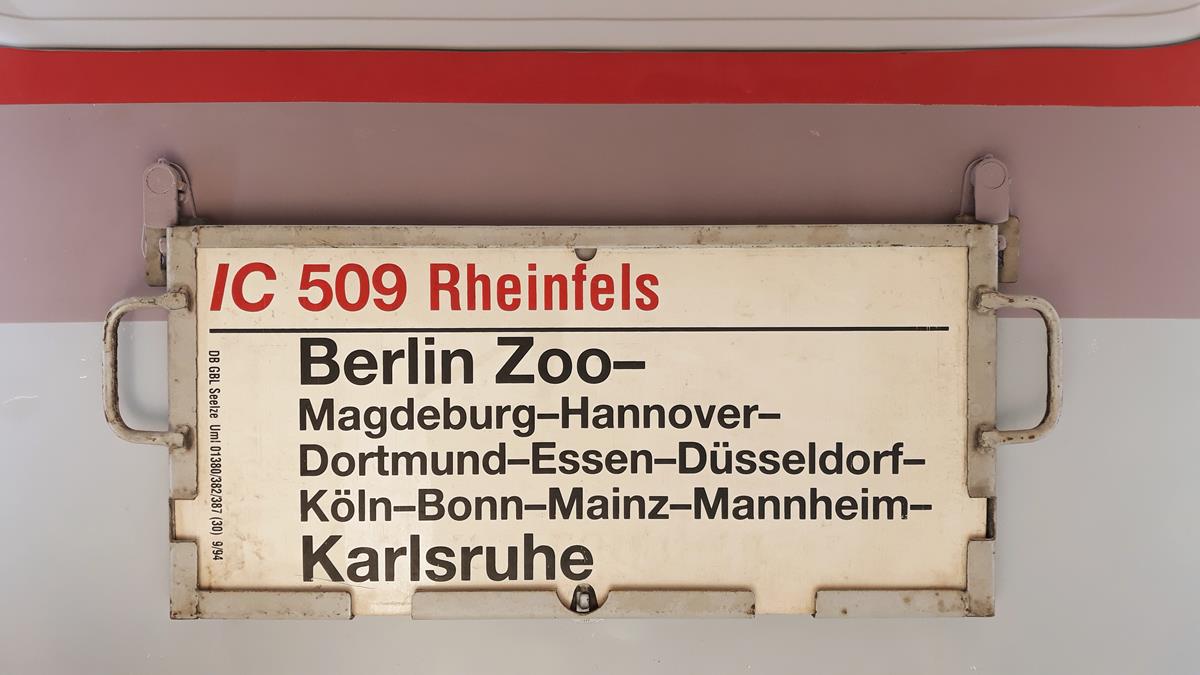 IC 509 Rheinfels
Berlin Zoo–
Magdeburg–Hannover–
Dortmund–Essen–Düsseldorf–
Köln–Bonn–Mainz–Mannheim–
Karlsruhe
DB GBL Seelze Uml 01380/382/387 (30) 9/94